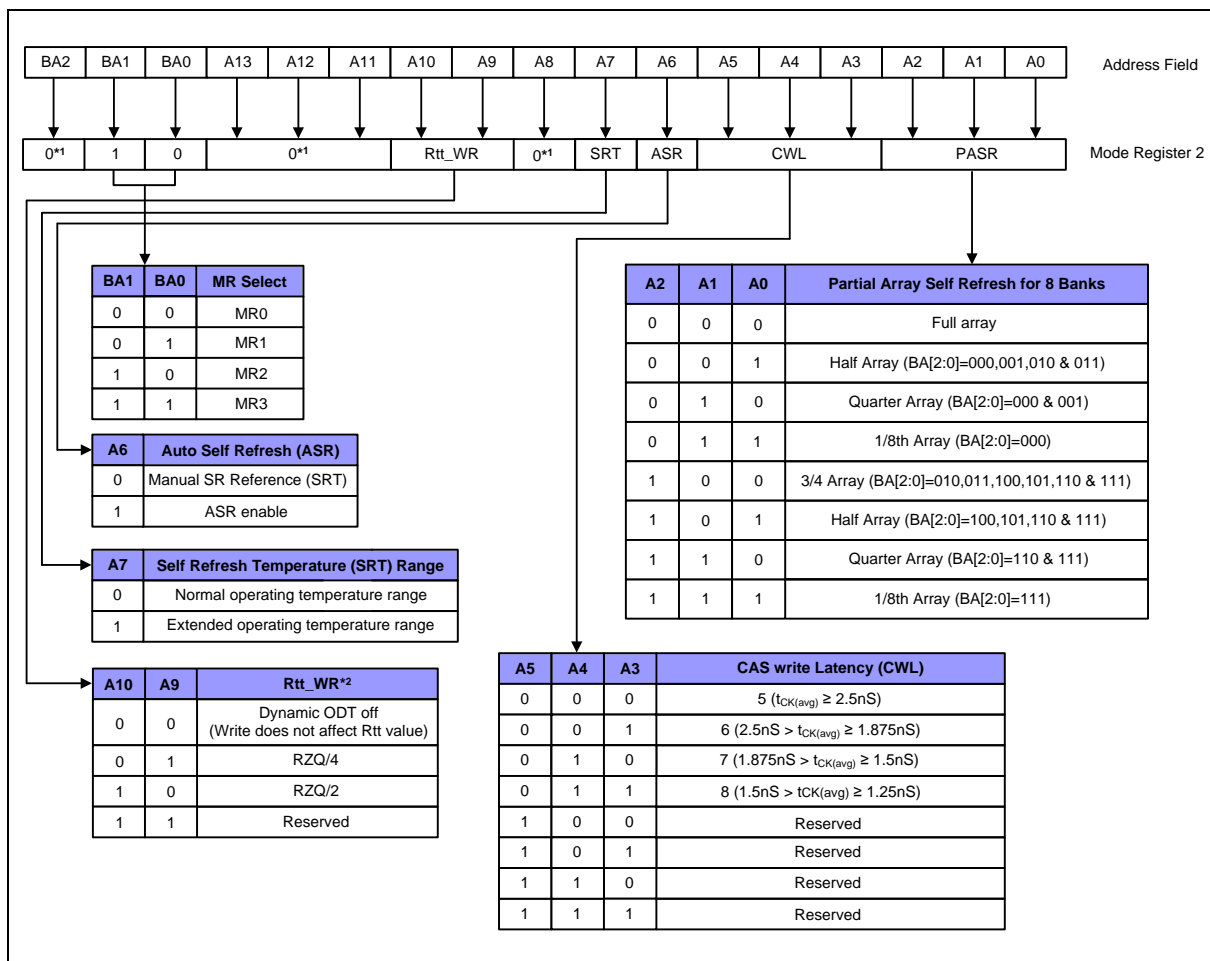 BA2 BA1 BA0 A13 A12 A11 A10 A9 A8 A7 A6 A5 A4 A3 A2 A1 A0 Address Field
0*1 1 0 0*1 Rtt_WR 0*1 SRT ASR CWL PASR Mode Register 2
BA1 BA0 MR Select
0 0 MR0
0 1 MR1
1 0 MR2
1 1 MR3
A6 Auto Self Refresh (ASR)
0 Manual SR Reference (SRT)
1 ASR enable
A7 Self Refresh Temperature (SRT) Range
0 Normal operating temperature range
1 Extended operating temperature range
A10 A9 Rtt_WR*2
0 0 Dynamic ODT off
(Write does not affect Rtt value)
0 1 RZQ/4
1 0 RZQ/2
1 1 Reserved
A2 A1 A0 Partial Array Self Refresh for 8 Banks
0 0 0 Full array
0 0 1 Half Array (BA[2:0]=000,001,010 & 011)
0 1 0 Quarter Array (BA[2:0]=000 & 001)
0 1 1 1/8th Array (BA[2:0]=000)
1 0 0 3/4 Array (BA[2:0]=010,011,100,101,110 & 111)
1 0 1 Half Array (BA[2:0]=100,101,110 & 111)
1 1 0 Quarter Array (BA[2:0]=110 & 111)
1 1 1 1/8th Array (BA[2:0]=111)
A5 A4 A3 CAS write Latency (CWL)
0 0 0 5 (tCK(avg) ≥ 2.5nS)
0 0 1 6 (2.5nS > tCK(avg) ≥ 1.875nS)
0 1 0 7 (1.875nS > tCK(avg) ≥ 1.5nS)
0 1 1 8 (1.5nS > tCK(avg) ≥ 1.25nS)
1 0 0 Reserved
1 0 1 Reserved
1 1 0 Reserved
1 1 1 Reserved